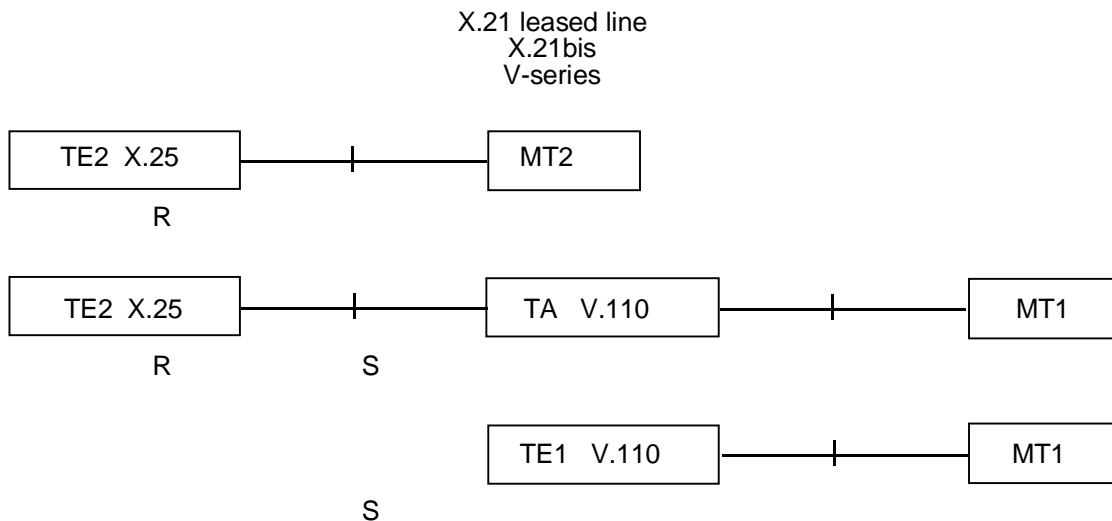 X.21 leased line
X.21bis
V-series
TE2 X.25 MT2
R
TE2 X.25 TA V.110 MT1
R S
TE1 V.110 MT1
S